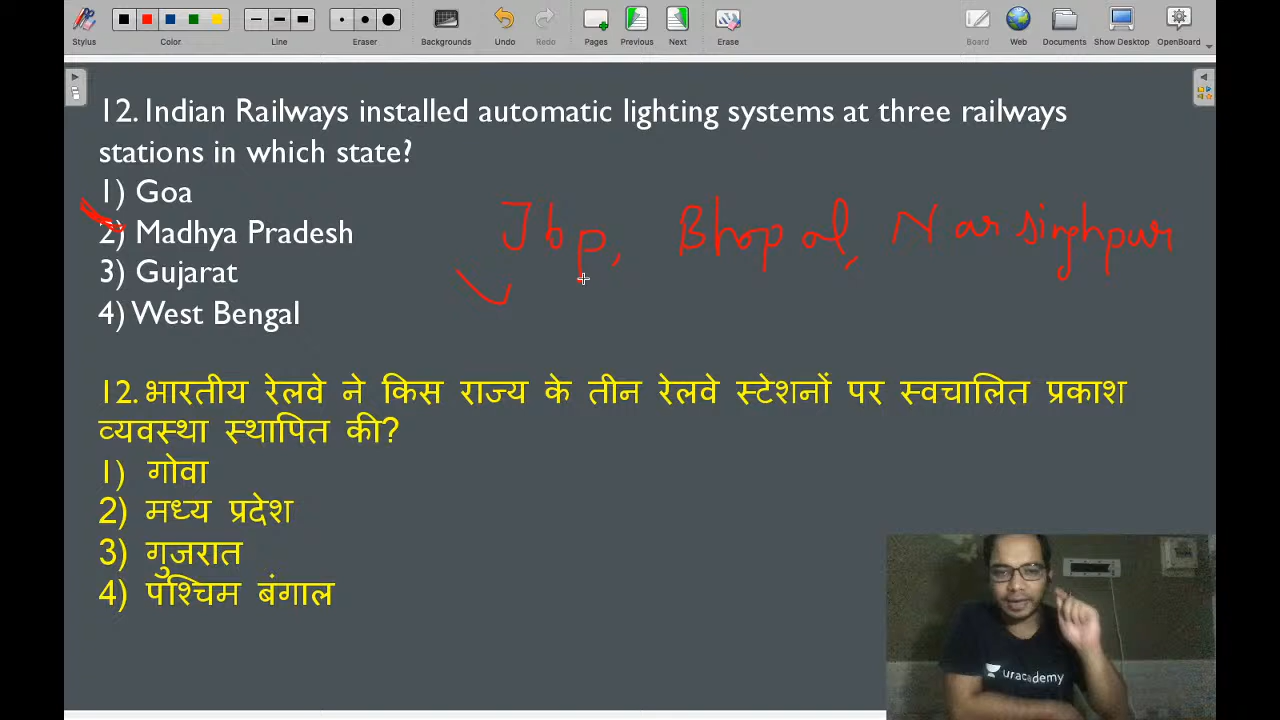 Stylus Color Line Eraser Backgrounds Undo Redo Pages Previous Next Erase Board Web Documents Show Desktop OpenBoard
12. Indian Railways installed automatic lighting systems at three railways
stations in which state?
1) Goa
2) Madhya Pradesh
3) Gujarat
4) West Bengal
Jbp, Bhopal, Narsinghpur
12. भारतीय रेलवे ने किस राज्य के तीन रेलवे स्टेशनों पर स्वचालित प्रकाश
व्यवस्था स्थापित की?
1) गोवा
2) मध्य प्रदेश
3) गुजरात
4) पश्चिम बंगाल
uracademy